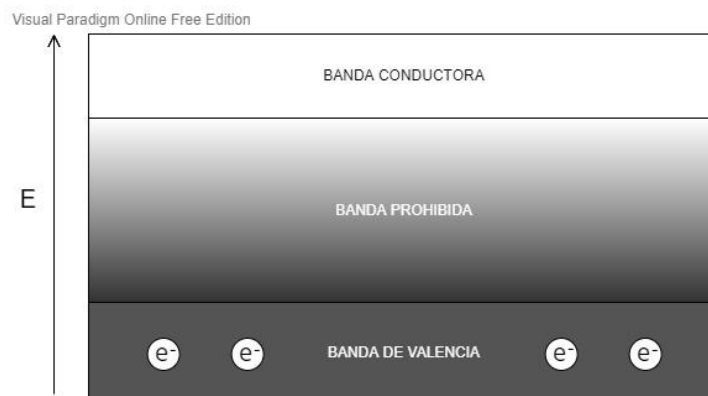 Visual Paradigm Online Free Edition
BANDA CONDUCTORA
E
BANDA PROHIBIDA
e- e- BANDA DE VALENCIA e- e-